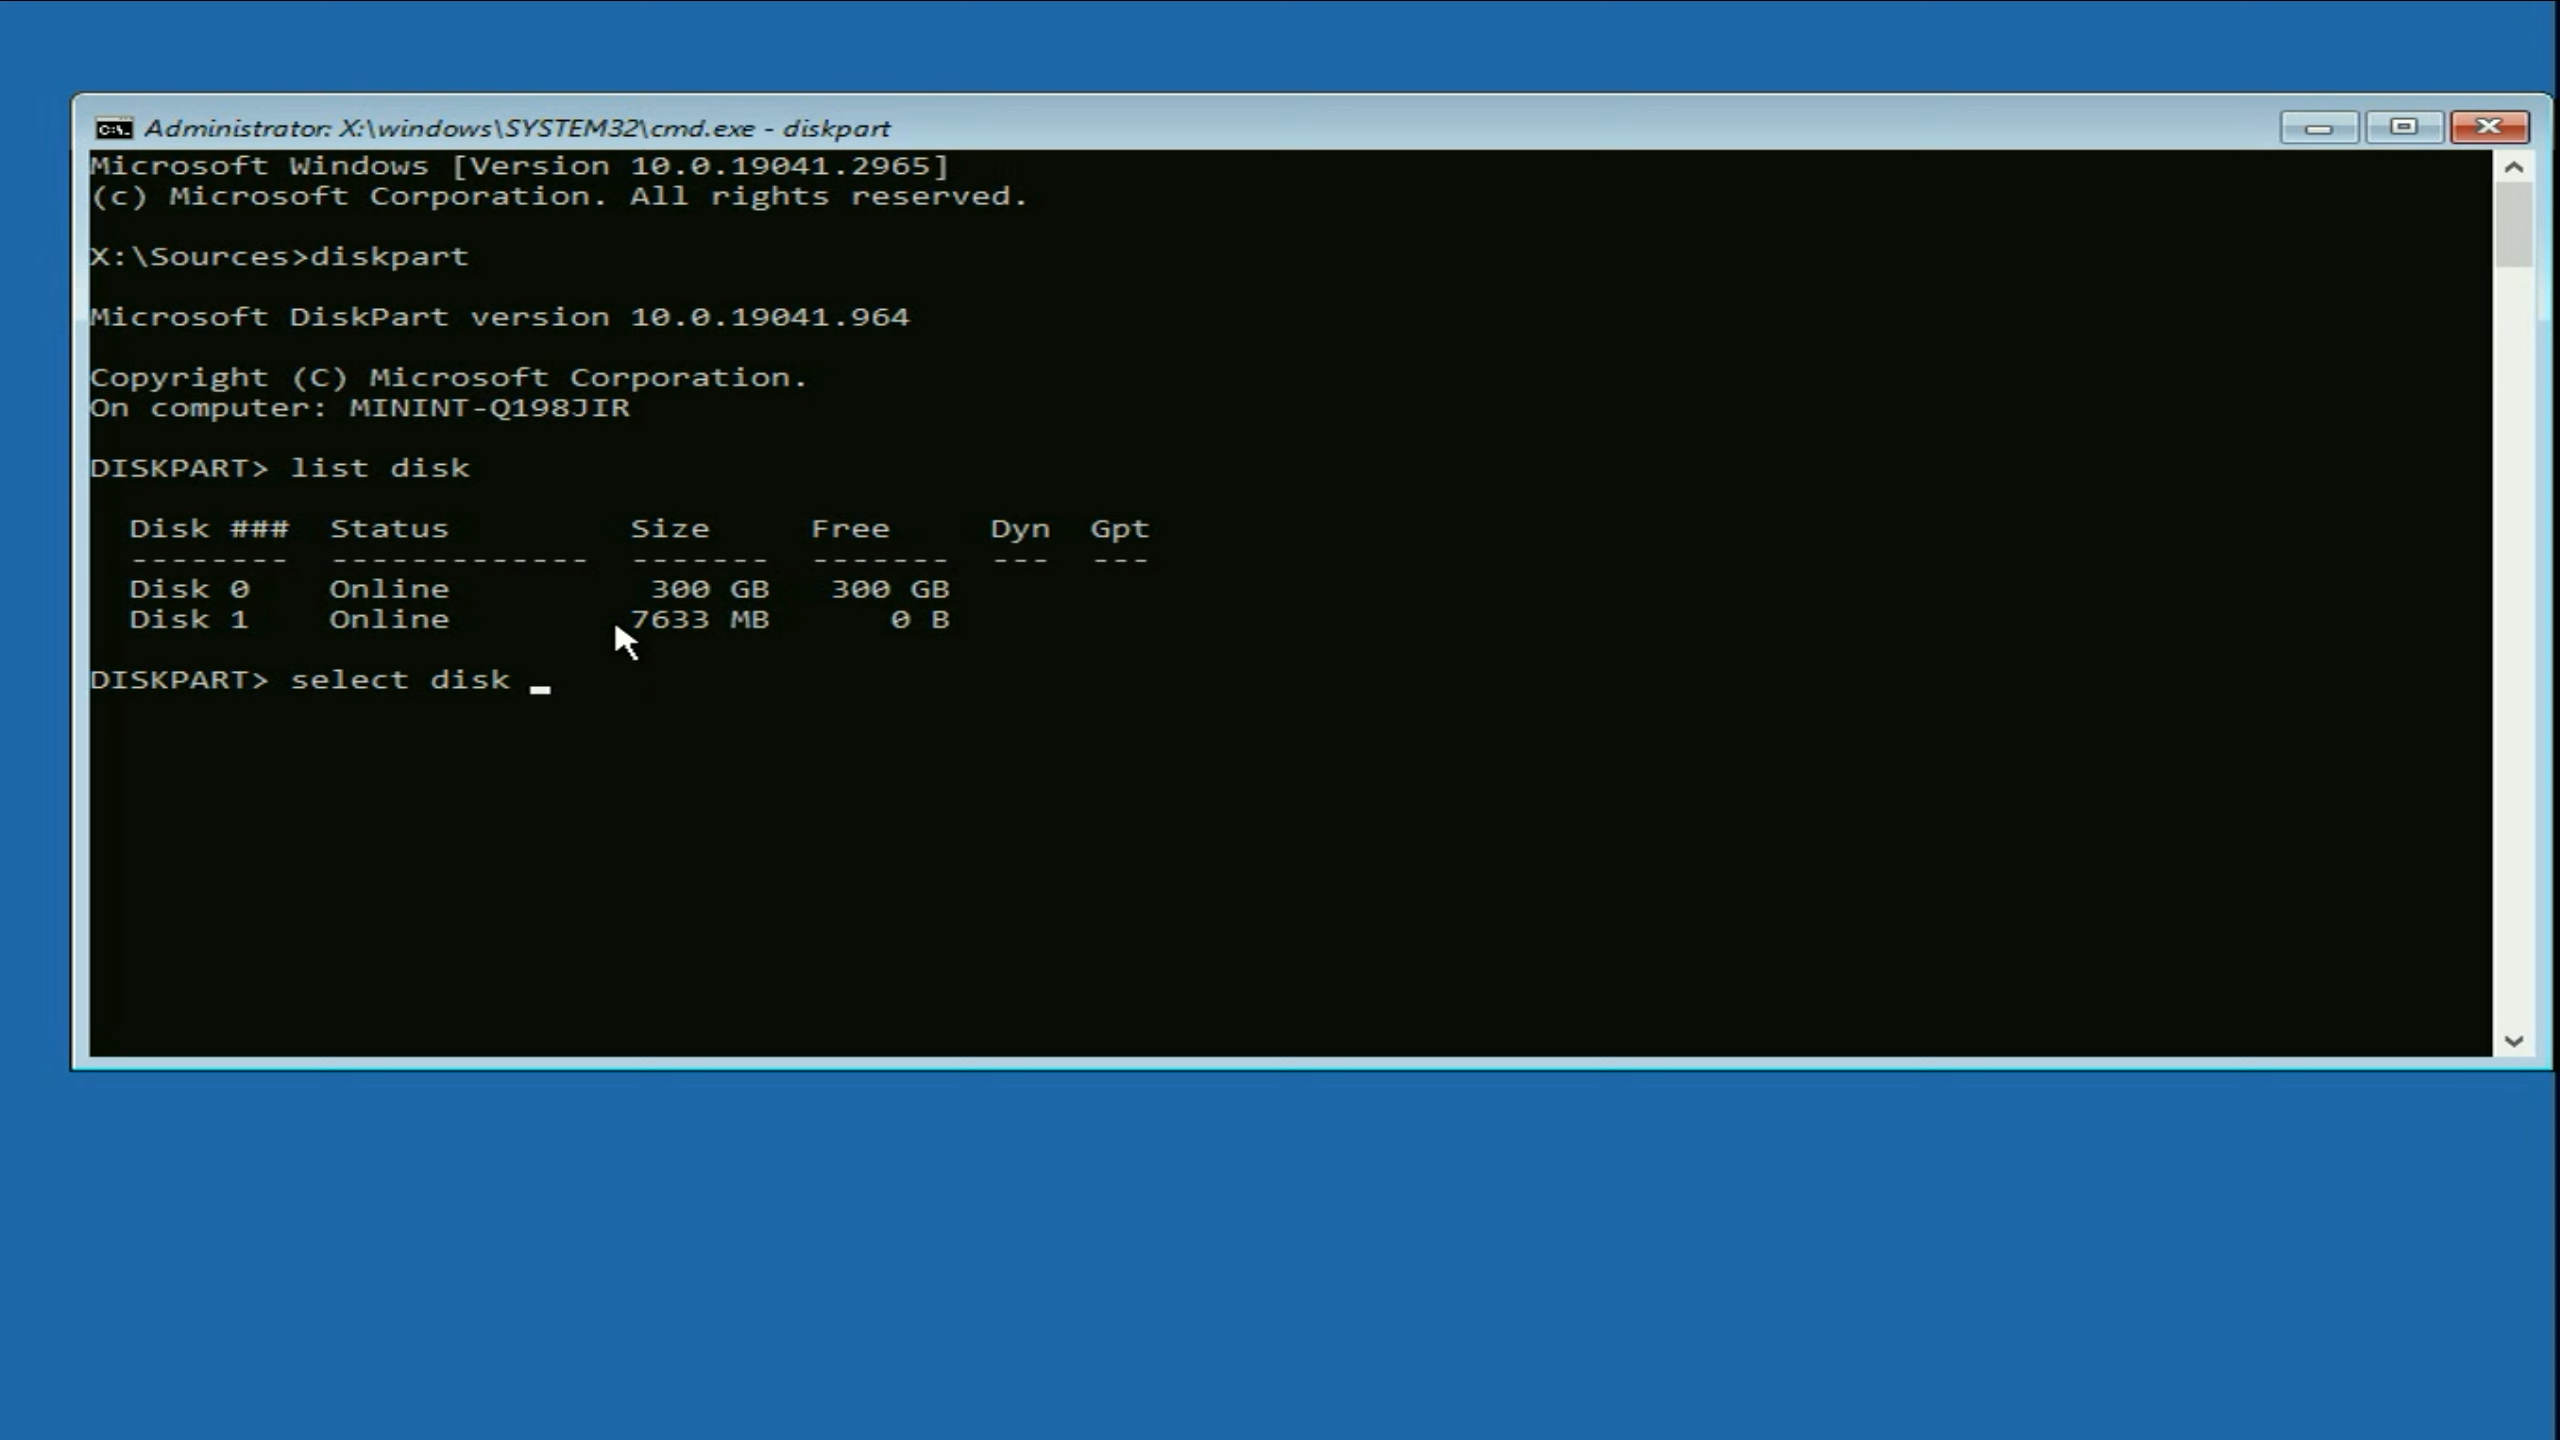 Administrator: X:\windows\SYSTEM32\cmd.exe - diskpart
Microsoft Windows [Version 10.0.19041.2965]
(c) Microsoft Corporation. All rights reserved.
X:\Sources>diskpart
Microsoft DiskPart version 10.0.19041.964
Copyright (C) Microsoft Corporation.
On computer: MININT-Q198JIR
DISKPART> list disk
Disk ###  Status         Size     Free     Dyn  Gpt
--------  -------------  -------  -------  ---  ---
Disk 0    Online          300 GB   300 GB
Disk 1    Online         7633 MB      0 B
DISKPART> select disk _